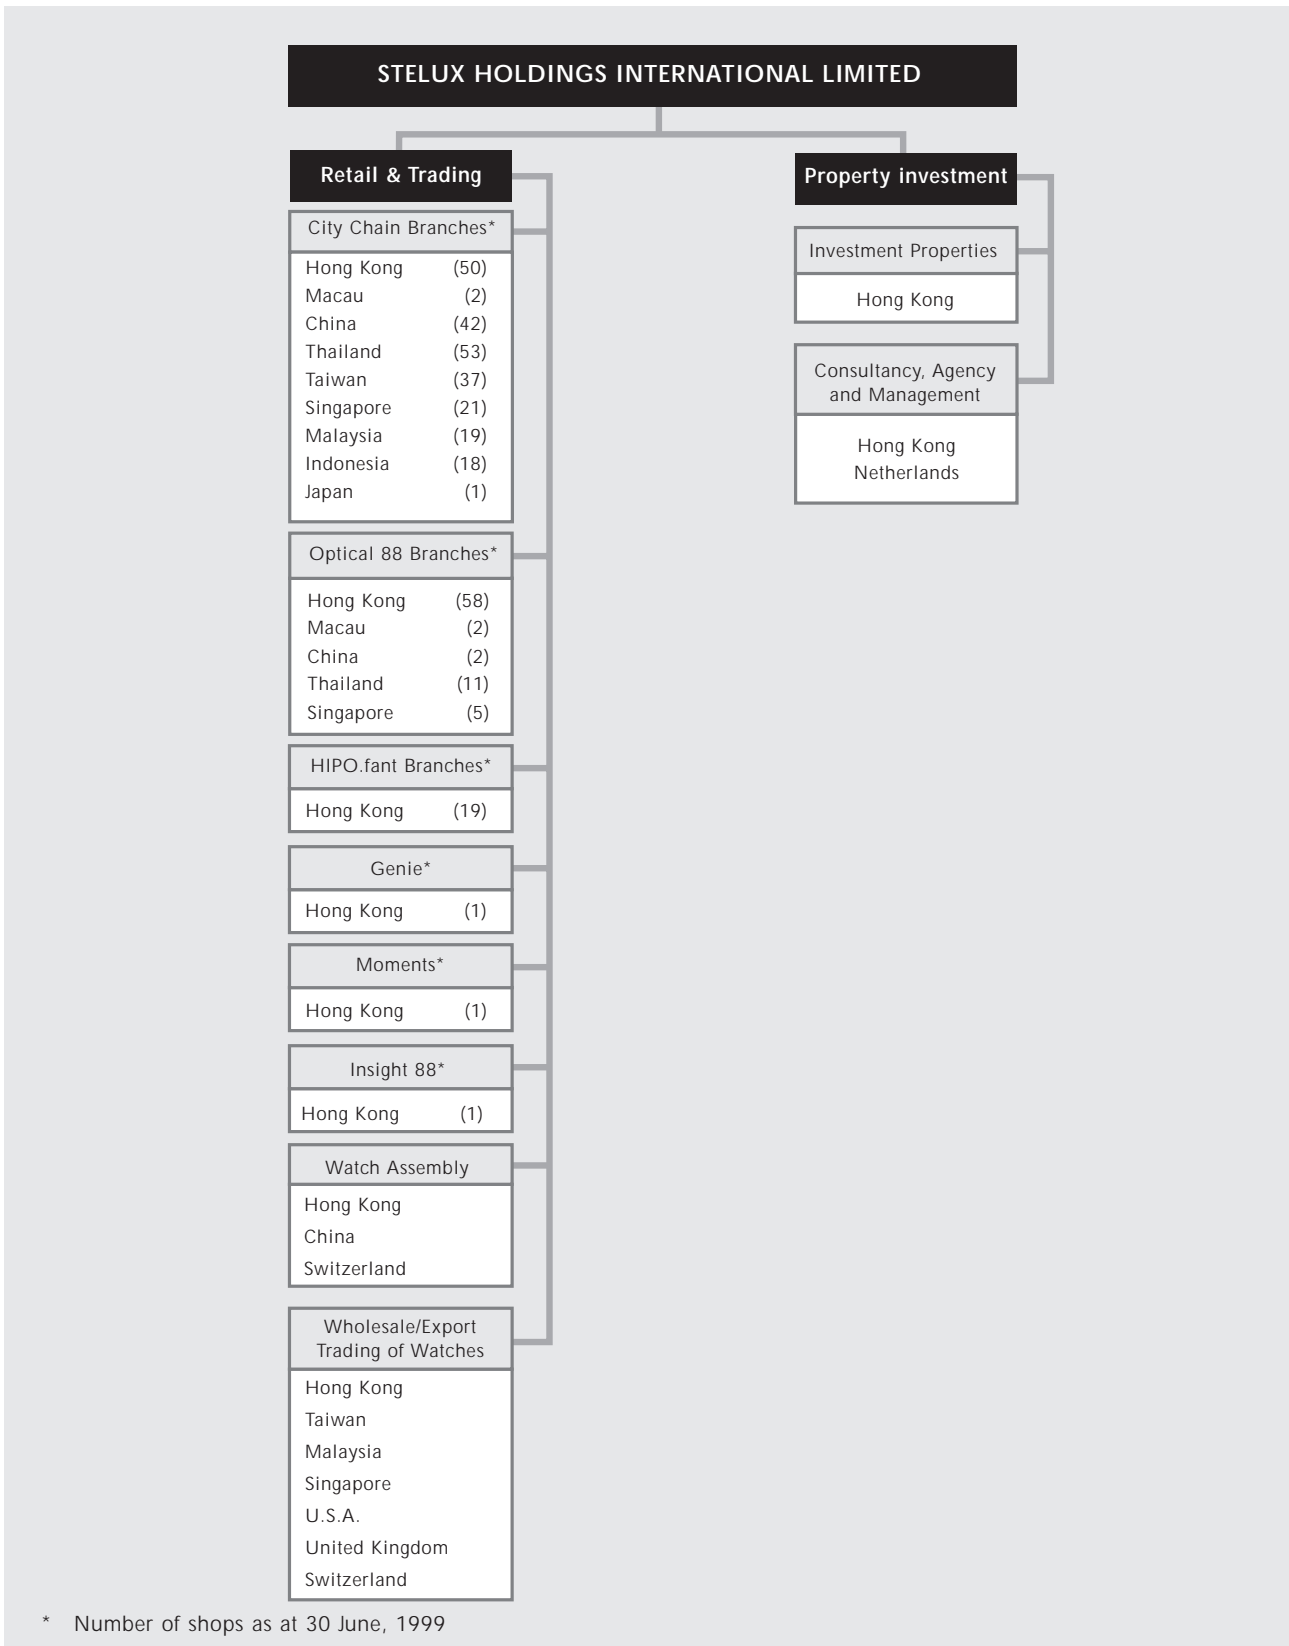 STELUX HOLDINGS INTERNATIONAL LIMITED
Retail & Trading
City Chain Branches*
Hong Kong (50)
Macau (2)
China (42)
Thailand (53)
Taiwan (37)
Singapore (21)
Malaysia (19)
Indonesia (18)
Japan (1)
Optical 88 Branches*
Hong Kong (58)
Macau (2)
China (2)
Thailand (11)
Singapore (5)
HIPO.fant Branches*
Hong Kong (19)
Genie*
Hong Kong (1)
Moments*
Hong Kong (1)
Insight 88*
Hong Kong (1)
Watch Assembly
Hong Kong
China
Switzerland
Wholesale/Export
Trading of Watches
Hong Kong
Taiwan
Malaysia
Singapore
U.S.A.
United Kingdom
Switzerland
Property investment
Investment Properties
Hong Kong
Consultancy, Agency
and Management
Hong Kong
Netherlands
* Number of shops as at 30 June, 1999